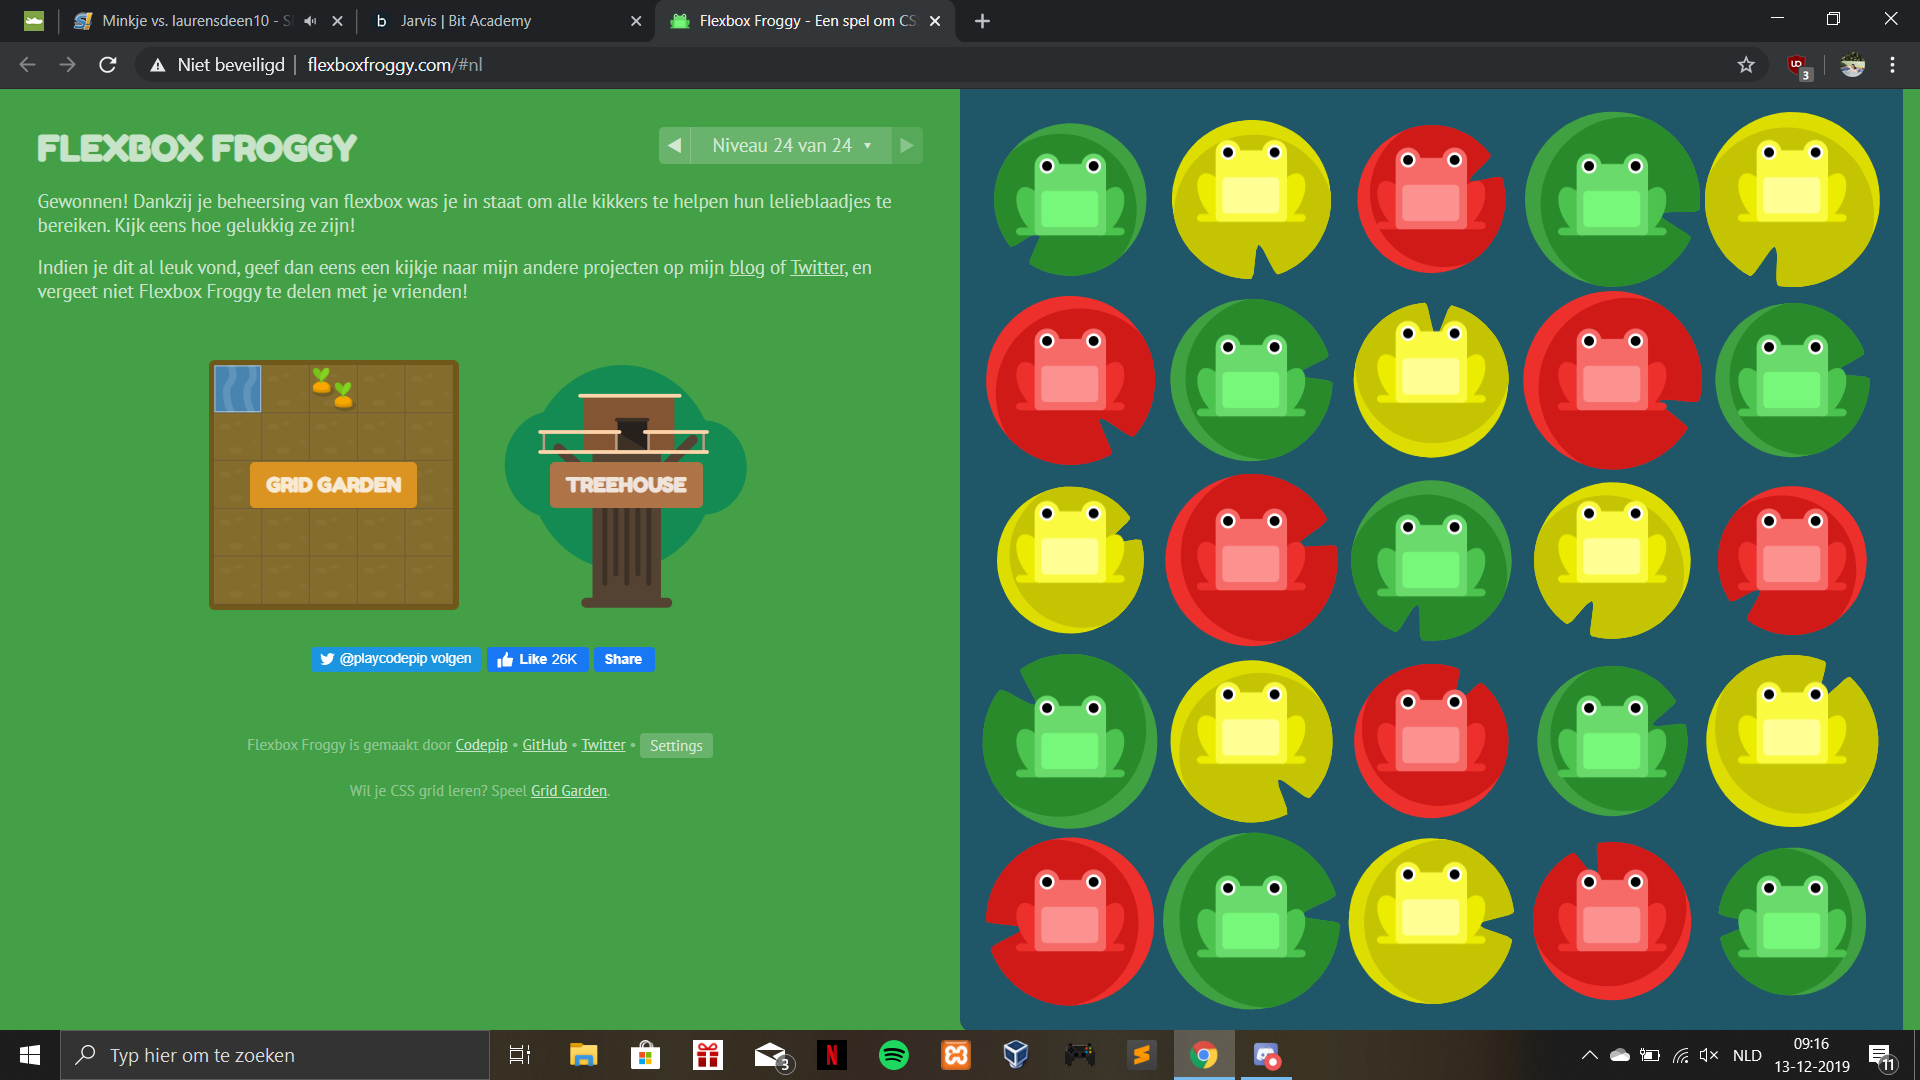 Minkje vs. laurensdeen10 - S
Jarvis | Bit Academy
Flexbox Froggy - Een spel om CS
Niet beveiligd
flexboxfroggy.com/#nl
3
FLEXBOX FROGGY
Niveau 24 van 24
Gewonnen! Dankzij je beheersing van flexbox was je in staat om alle kikkers te helpen hun lelieblaadjes te
bereiken. Kijk eens hoe gelukkig ze zijn!
Indien je dit al leuk vond, geef dan eens een kijkje naar mijn andere projecten op mijn blog of Twitter, en
vergeet niet Flexbox Froggy te delen met je vrienden!
GRID GARDEN
TREEHOUSE
@playcodepip volgen
Like 26K
Share
Flexbox Froggy is gemaakt door Codepip • GitHub • Twitter • Settings
Wil je CSS grid leren? Speel Grid Garden.
Typ hier om te zoeken
3
NLD
09:16
13-12-2019
11